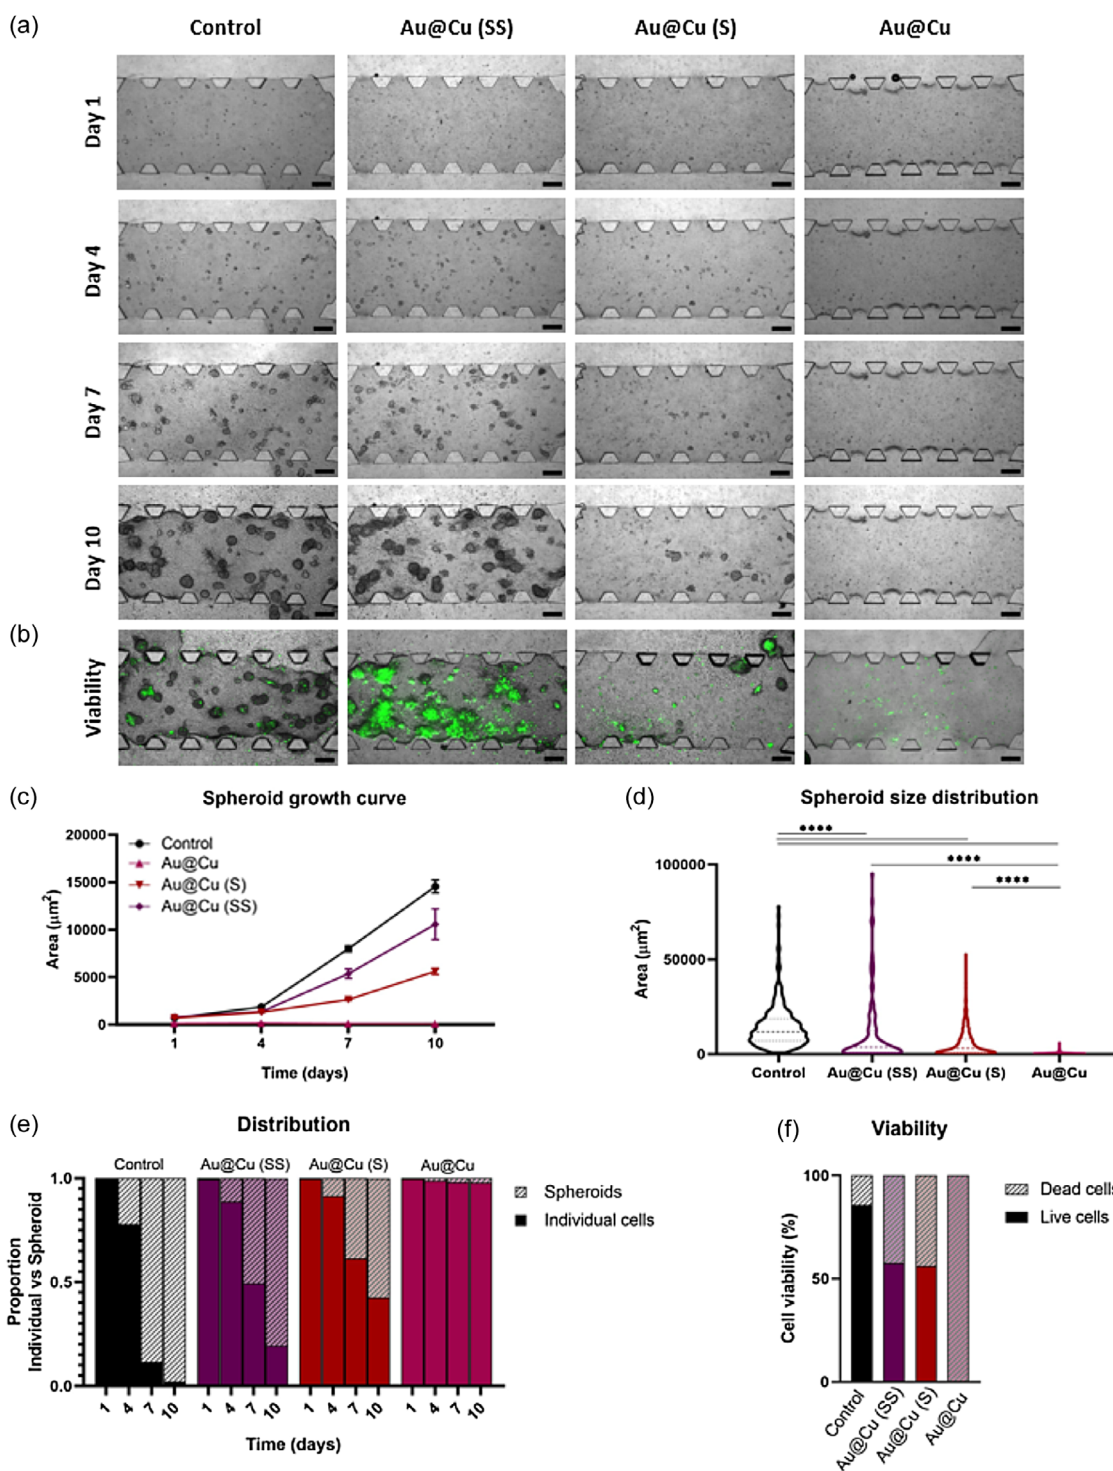 (a)
Control Au@Cu (SS) Au@Cu (S) Au@Cu
Day 1
Day 4
Day 7
Day 10
(b)
Viability
(c)
Spheroid growth curve
20000
15000
10000
5000
0
Area (μm²)
Control
Au@Cu
Au@Cu (S)
Au@Cu (SS)
1 4 7 10
Time (days)
(d)
Spheroid size distribution
**** 
****
****
100000
50000
0
Area (μm²)
Control Au@Cu (SS) Au@Cu (S) Au@Cu
(e)
Distribution
Control Au@Cu (SS) Au@Cu (S) Au@Cu
1.0
0.5
0.0
Proportion
Individual vs Spheroid
Spheroids
Individual cells
1 4 7 10 1 4 7 10 1 4 7 10 1 4 7 10
Time (days)
(f)
Viability
100
50
0
Cell viability (%)
Dead cells
Live cells
Control Au@Cu (SS) Au@Cu (S) Au@Cu